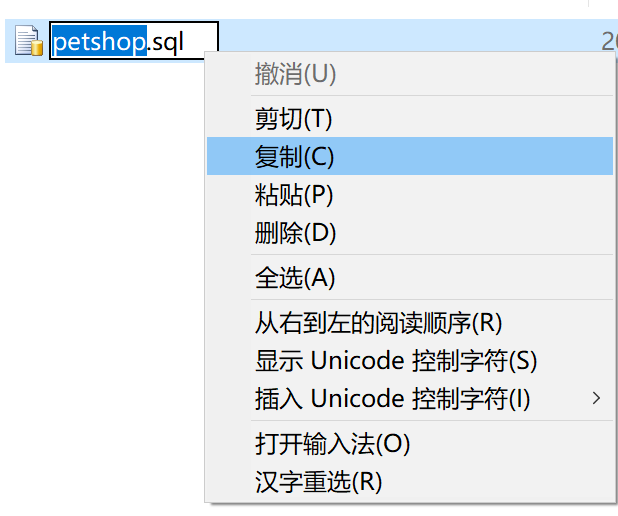 petshop.sql
撤消(U)
剪切(T)
复制(C)
粘贴(P)
删除(D)
全选(A)
从右到左的阅读顺序(R)
显示 Unicode 控制字符(S)
插入 Unicode 控制字符(I)
打开输入法(O)
汉字重选(R)